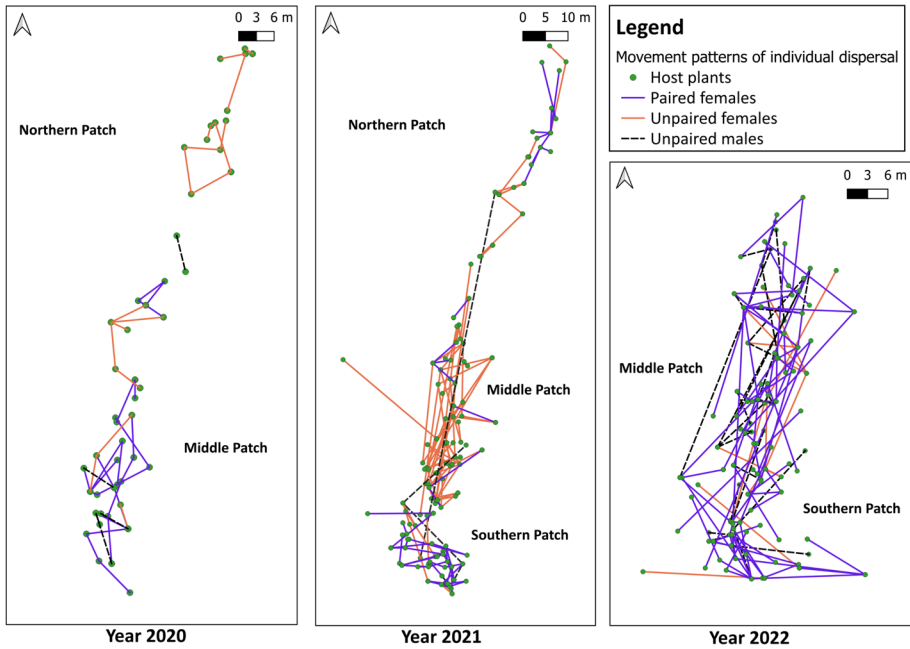 0 3 6 m
Northern Patch
Middle Patch
Year 2020
0 5 10 m
Northern Patch
Middle Patch
Southern Patch
Year 2021
Legend
Movement patterns of individual dispersal
Host plants
Paired females
Unpaired females
Unpaired males
0 3 6 m
Middle Patch
Southern Patch
Year 2022